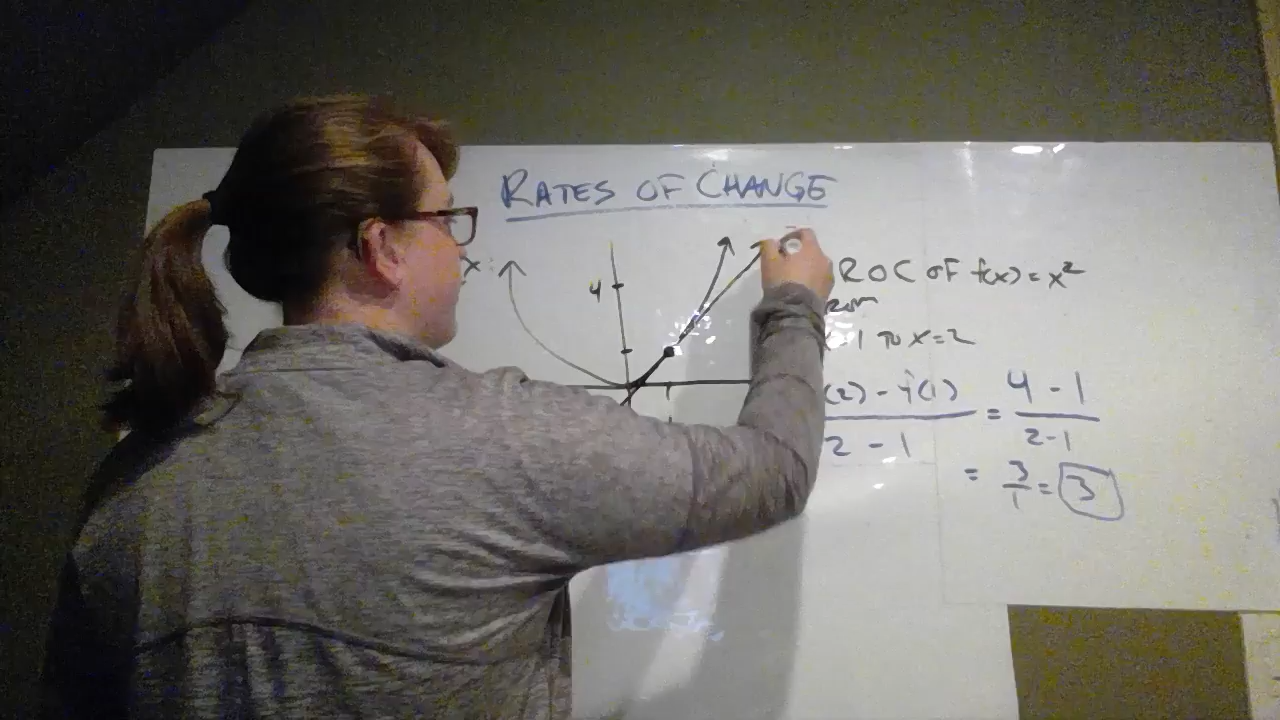 RATES OF CHANGE
x:
4
ROC OF f(x) = x²
rom
1 TO x = 2
(2) - f(1) = 4 - 1
2 - 1 2-1
= 3/1 = 3